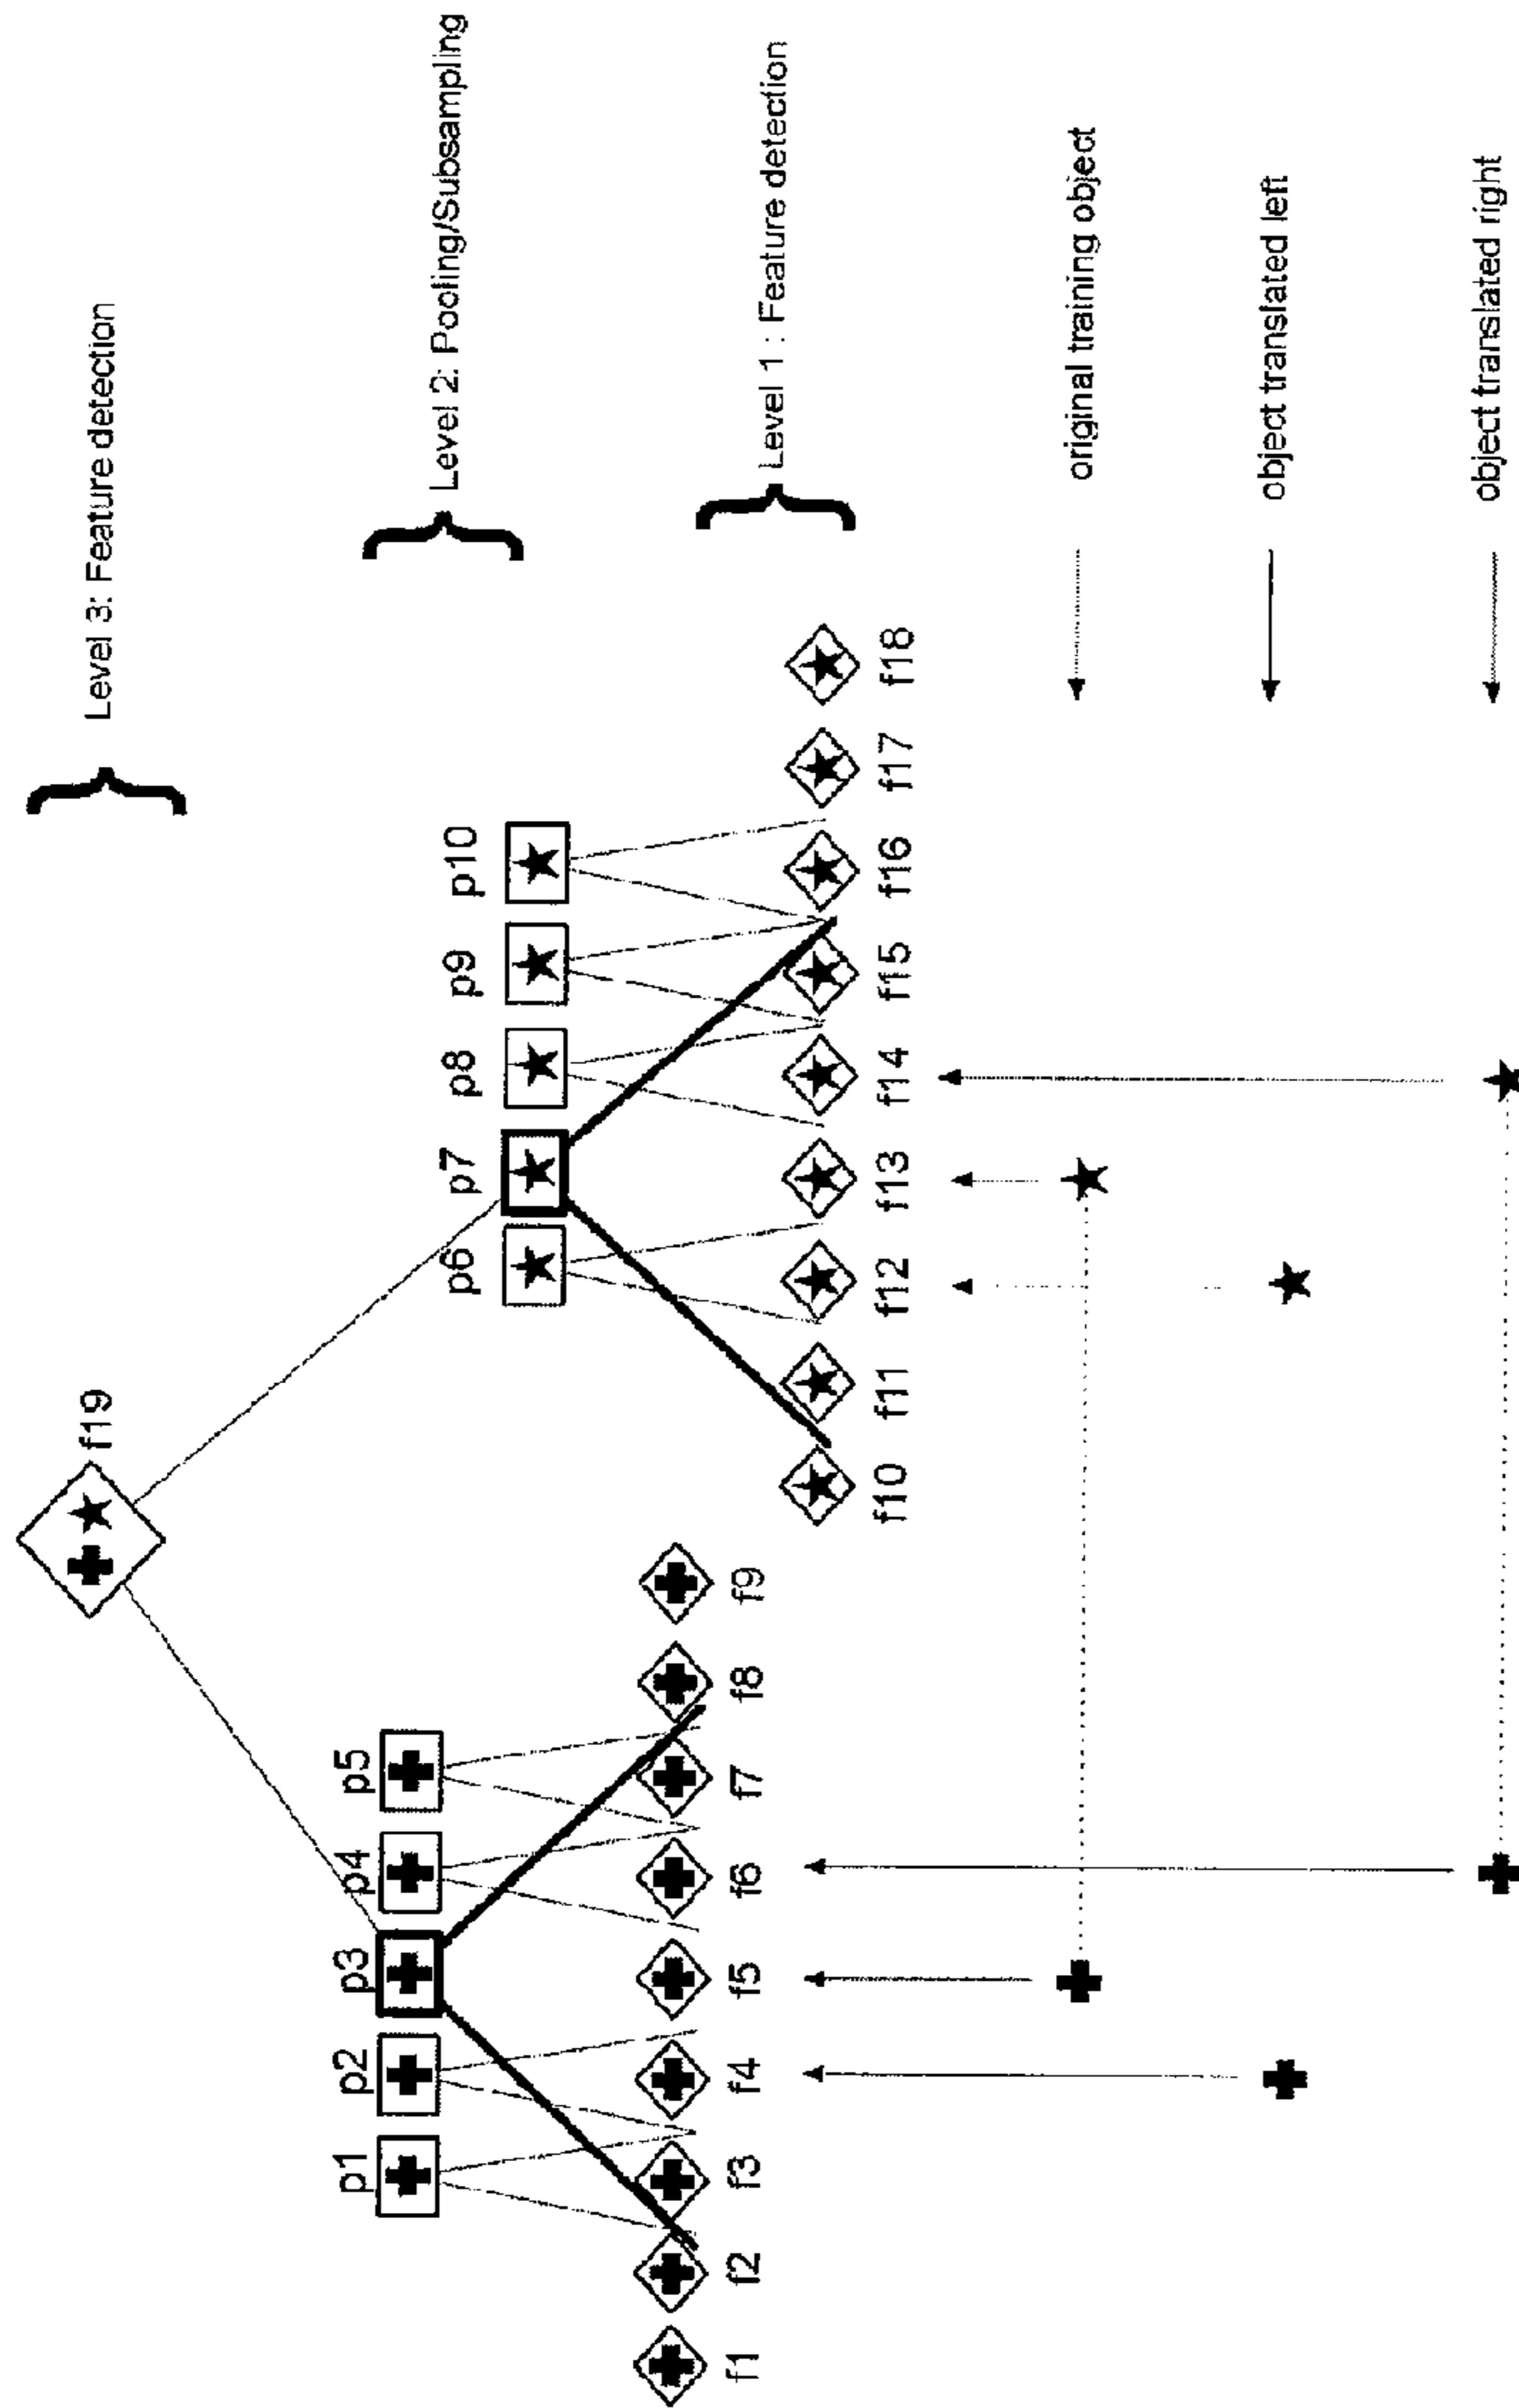 Level 3: Feature detection
f19
Level 2: Pooling/Subsampling
p1 p2 p3 p4 p5
p6 p7 p8 p9 p10
Level 1 : Feature detection
f1 f2 f3 f4 f5 f6 f7 f8 f9
f10 f11 f12 f13 f14 f15 f16 f17 f18
original training object
object translated left
object translated right